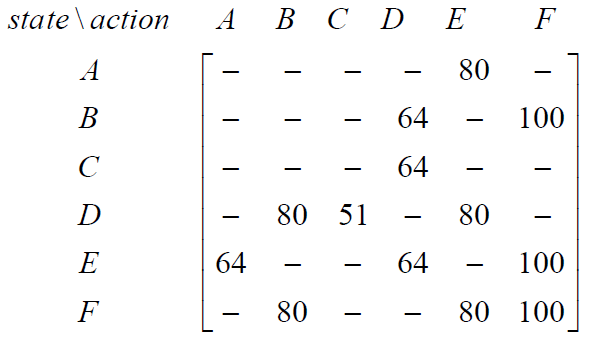 state \ action A B C D E F
A – – – – 80 –
B – – – 64 – 100
C – – – 64 – –
D – 80 51 – 80 –
E 64 – – 64 – 100
F – 80 – – 80 100